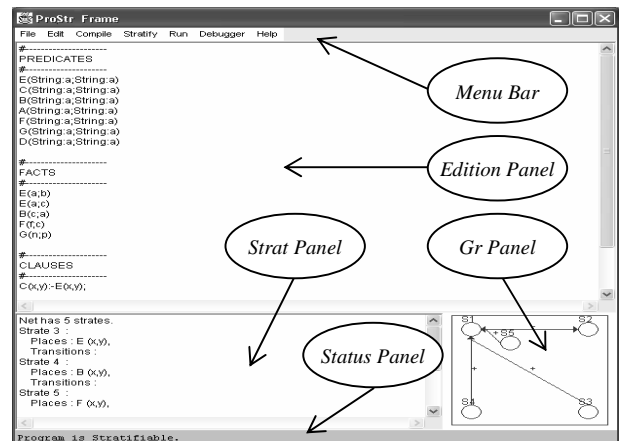 ProStr Frame
File Edit Compile Stratify Run Debugger Help
#----------------------
PREDICATES
#----------------------
E(String:a;String:a)
C(String:a;String:a)
B(String:a;String:a)
A(String:a;String:a)
F(String:a;String:a)
G(String:a;String:a)
D(String:a;String:a)
#----------------------
FACTS
#----------------------
E(a;b)
E(a;c)
B(c;a)
F(f;c)
G(n;p)
#----------------------
CLAUSES
#----------------------
C(x,y):-E(x,y);
Menu Bar
Edition Panel
Strat Panel
Gr Panel
Net has 5 strates.
Strate 3 :
Places : E (x,y),
Transitions :
Strate 4 :
Places : B (x,y),
Transitions :
Strate 5 :
Places : F (x,y),
Status Panel
S1
S2
+S5
+
+
S4
S3
Program is Stratifiable.